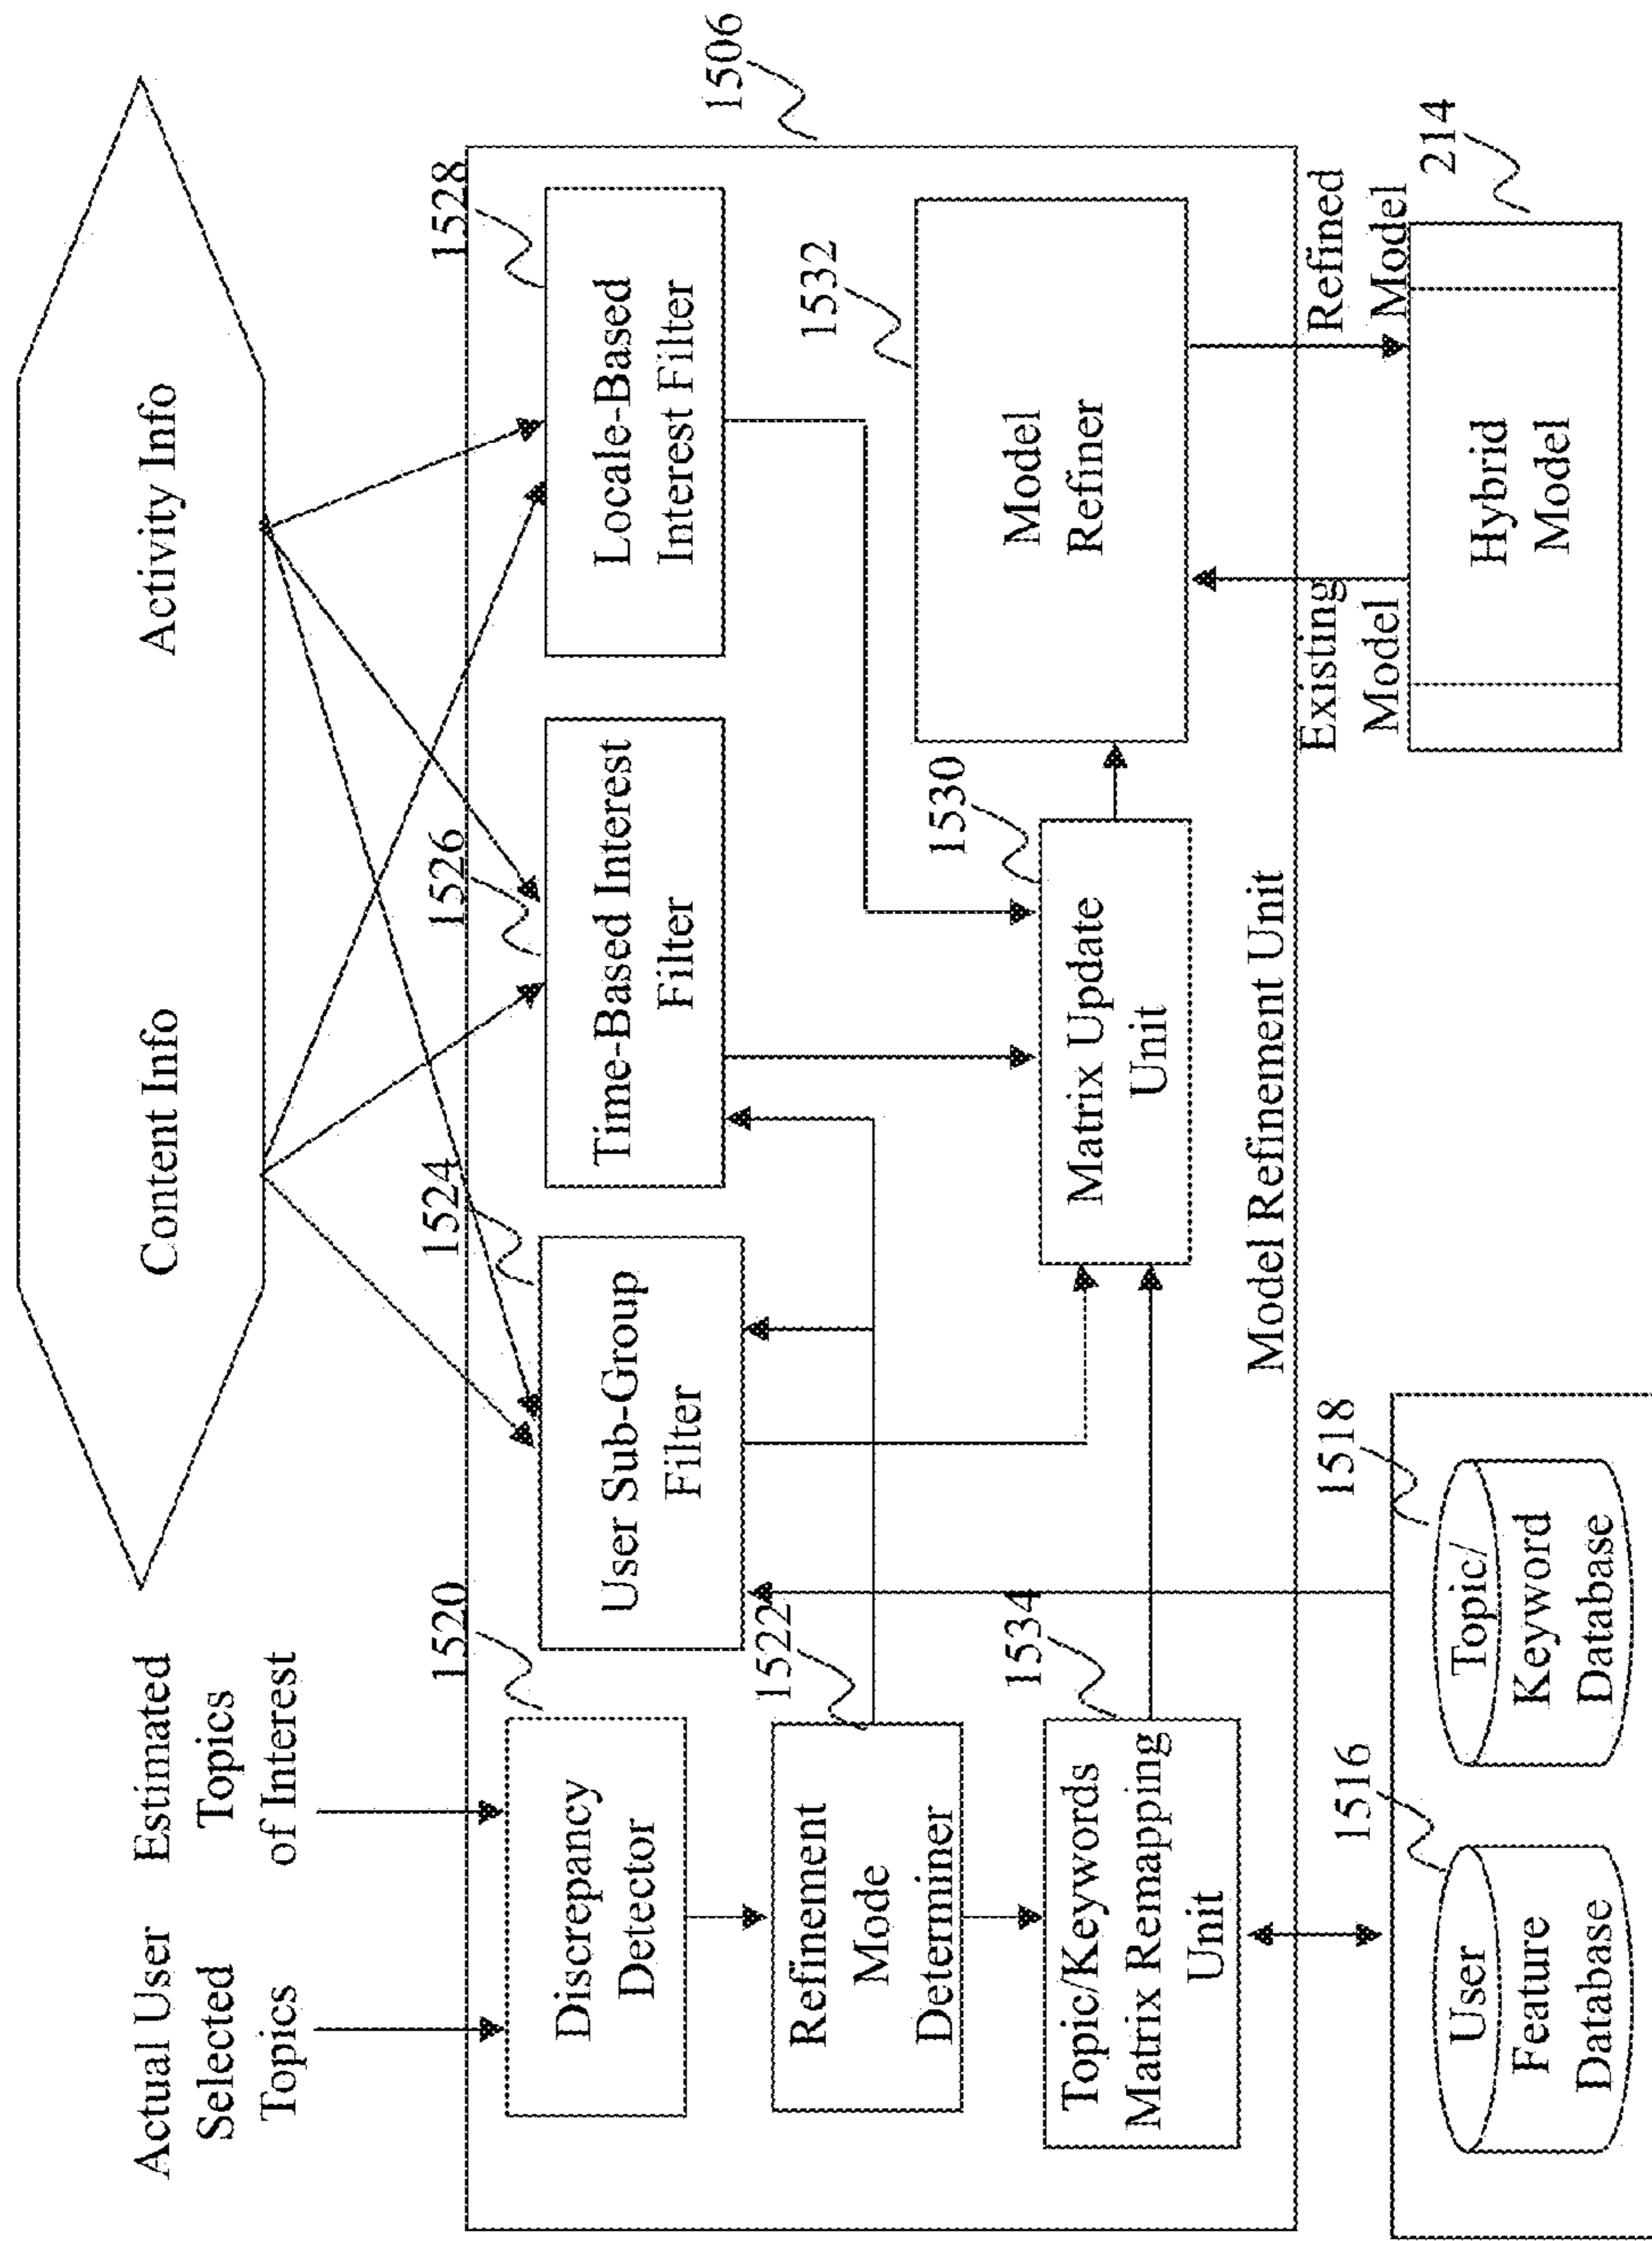 Content Info
Activity Info
Actual User
Selected
Topics
Estimated
Topics
of Interest
1520
1524
1526
1528
1506
Discrepancy
Detector
User Sub-Group
Filter
Time-Based Interest
Filter
Locale-Based
Interest Filter
1522
1532
Refinement
Mode
Determiner
1534
1530
Topic/Keywords
Matrix Remapping
Unit
Matrix Update
Unit
Model
Refiner
Model Refinement Unit
1516
1518
Existing
Model
Refined
Model
214
User
Feature
Database
Topic/
Keyword
Database
Hybrid
Model